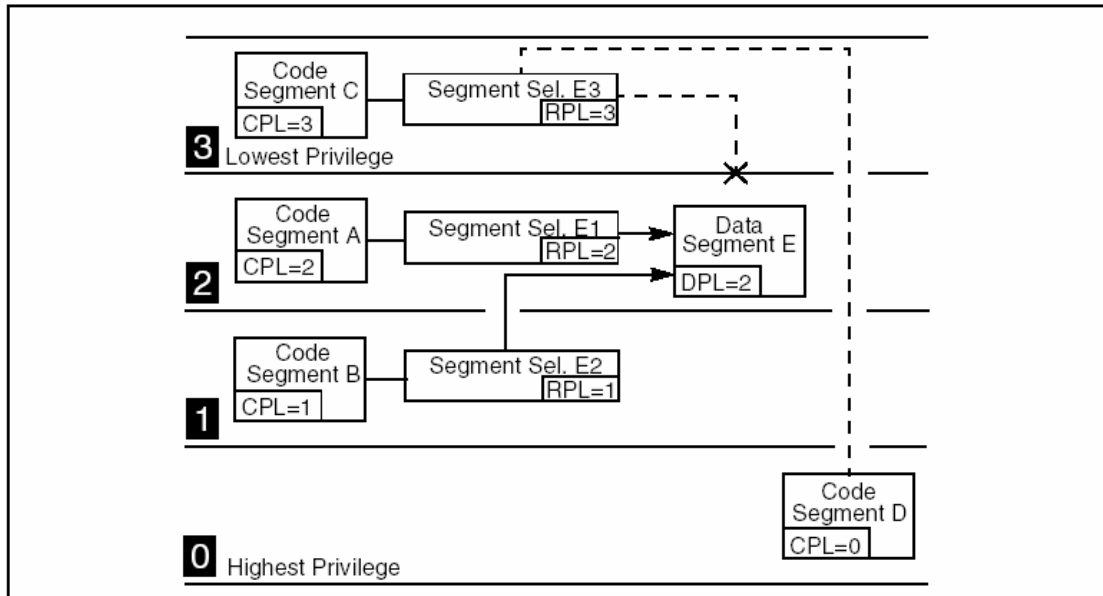 Code
Segment C
CPL=3
Segment Sel. E3
RPL=3
3
Lowest Privilege
Code
Segment A
CPL=2
Segment Sel. E1
RPL=2
Data
Segment E
DPL=2
2
Code
Segment B
CPL=1
Segment Sel. E2
RPL=1
1
Code
Segment D
CPL=0
0
Highest Privilege